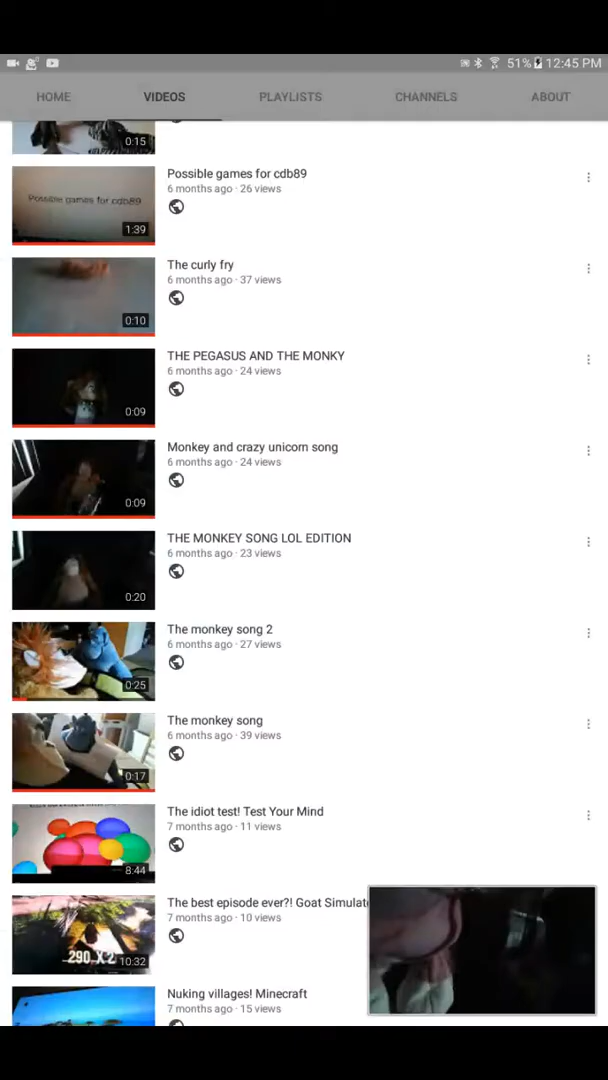 51% 12:45 PM
HOME VIDEOS PLAYLISTS CHANNELS ABOUT
0:15
Possible games for cdb89
6 months ago · 26 views
Possible games for cdb89
1:39
The curly fry
6 months ago · 37 views
0:10
THE PEGASUS AND THE MONKY
6 months ago · 24 views
0:09
Monkey and crazy unicorn song
6 months ago · 24 views
0:09
THE MONKEY SONG LOL EDITION
6 months ago · 23 views
0:20
The monkey song 2
6 months ago · 27 views
0:25
The monkey song
6 months ago · 39 views
0:17
The idiot test! Test Your Mind
7 months ago · 11 views
8:44
The best episode ever?! Goat Simulat
7 months ago · 10 views
290 X2
10:32
Nuking villages! Minecraft
7 months ago · 15 views